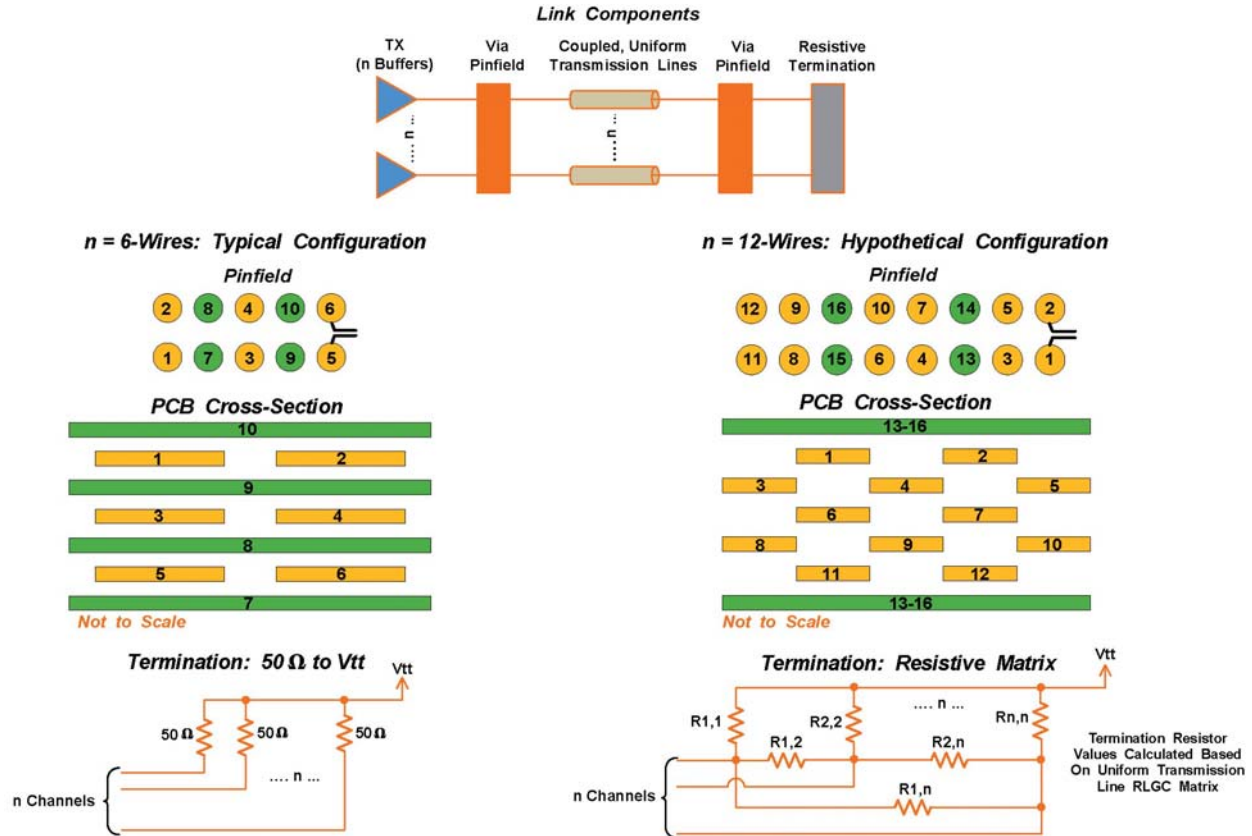 Link Components
TX
(n Buffers)
Via
Pinfield
Coupled, Uniform
Transmission Lines
Via
Pinfield
Resistive
Termination
..... n ...
..... n ...
n = 6-Wires: Typical Configuration
Pinfield
2 8 4 10 6
1 7 3 9 5
PCB Cross-Section
10
1 2
9
3 4
8
5 6
7
Not to Scale
Termination: 50 Ω to Vtt
Vtt
50 Ω 50 Ω 50 Ω
.... n ...
n Channels
n = 12-Wires: Hypothetical Configuration
Pinfield
12 9 16 10 7 14 5 2
11 8 15 6 4 13 3 1
PCB Cross-Section
13-16
1 2
3 4 5
6 7
8 9 10
11 12
13-16
Not to Scale
Termination: Resistive Matrix
Vtt
.... n ...
R1,1 R2,2 Rn,n
R1,2 R2,n
R1,n
n Channels
Termination Resistor
Values Calculated Based
On Uniform Transmission
Line RLGC Matrix